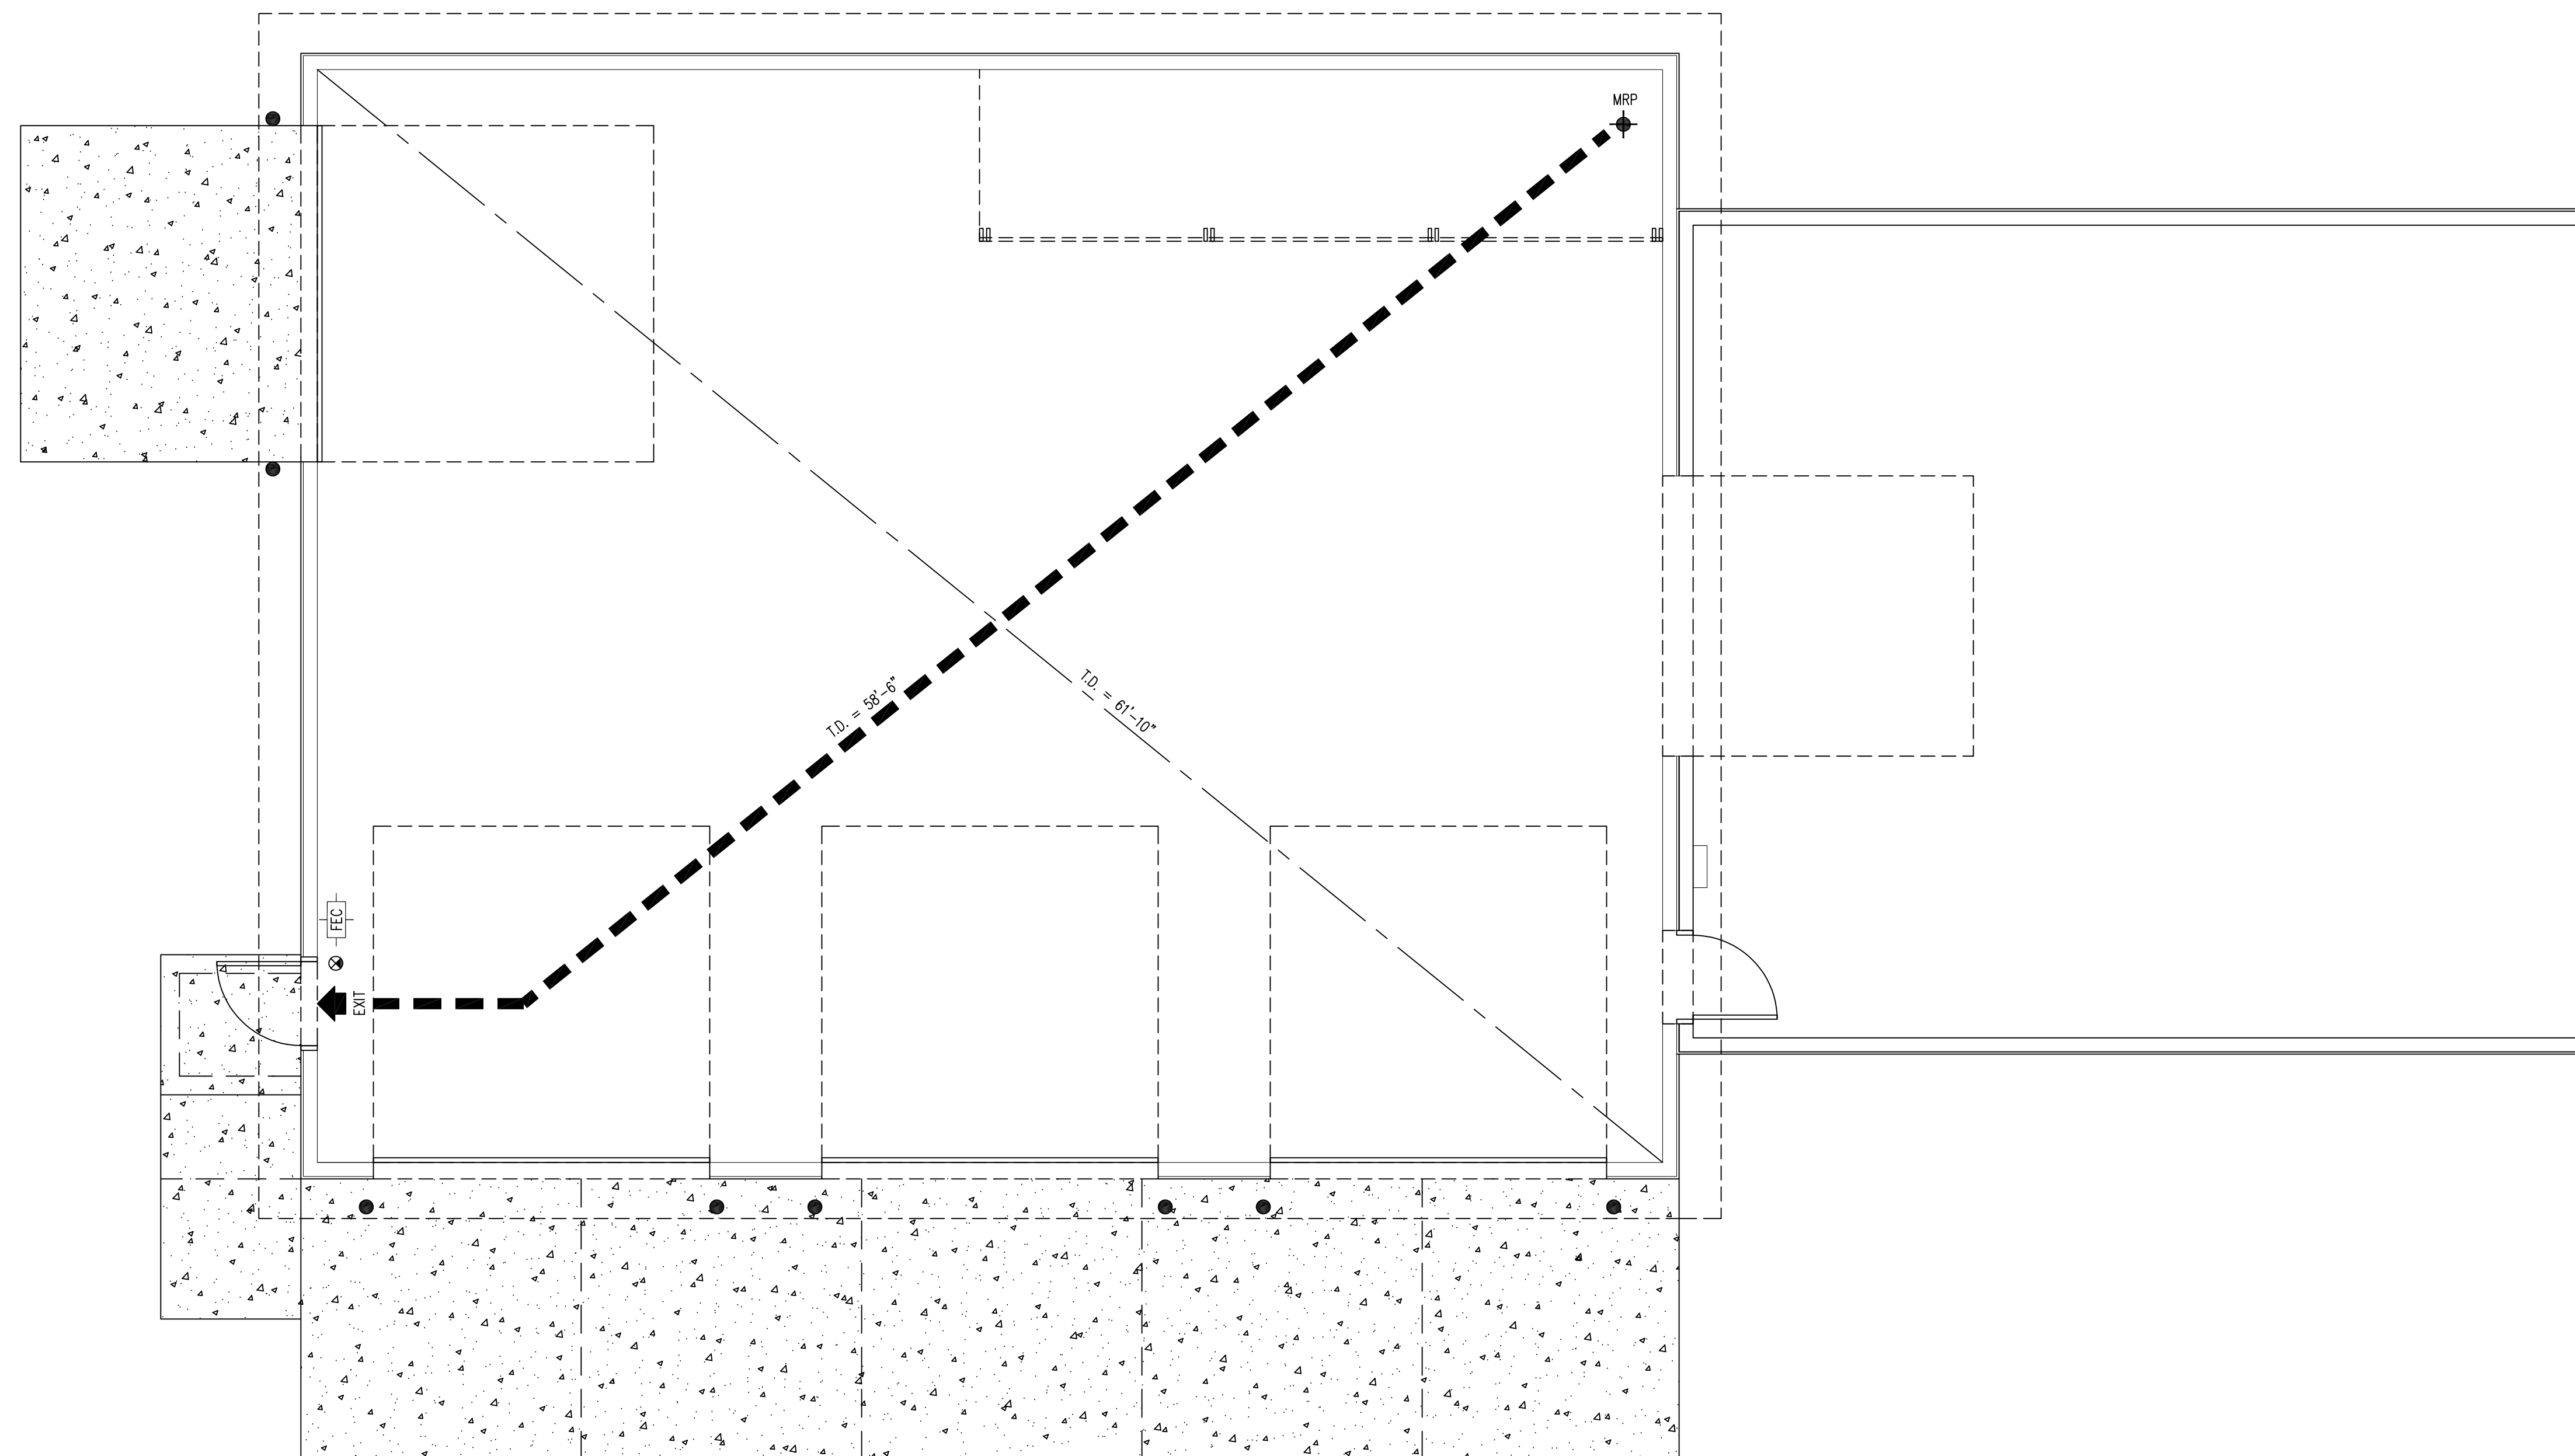 MRP
T.D. = 58'-6"
T.D. = 61'-10"
FEC
EXIT